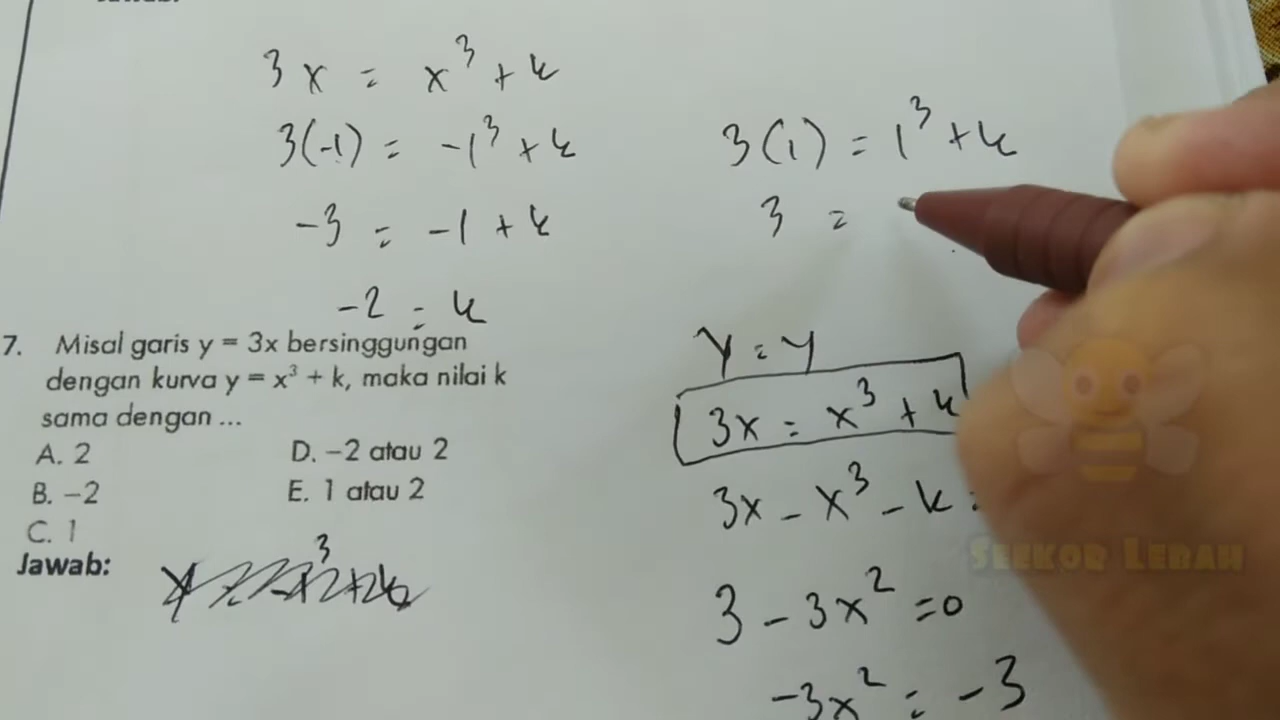 3x = x³ + k
3(-1) = -1³ + k
-3 = -1 + k
-2 = k
3(1) = 1³ + k
3 =
7. Misal garis y = 3x bersinggungan
dengan kurva y = x³ + k, maka nilai k
sama dengan ...
A. 2
B. -2
C. 1
D. -2 atau 2
E. 1 atau 2
Jawab:
y = y
3x = x³ + k
3x - x³ - k =
3 - 3x² = 0
-3x² = -3
SEEKOR LEBAH